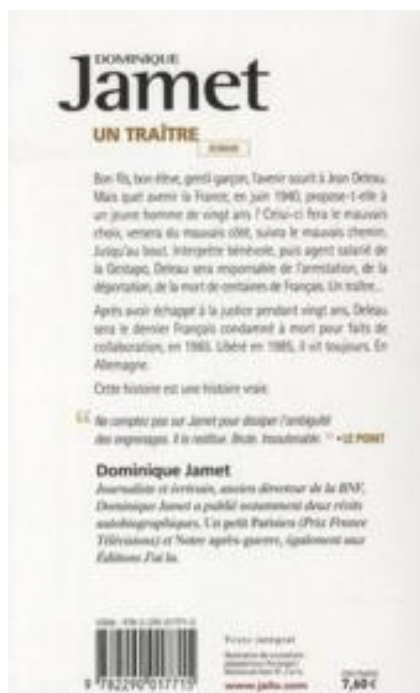 DOMINIQUE
Jamet
UN TRAÎTRE
ROMAN
Bon fils, bon élève, gentil garçon, l'avenir sourit à Jean Deleau.
Mais quel avenir la France, en juin 1940, propose-t-elle à
un jeune homme de vingt ans ? Celui-ci fera le mauvais
choix, versera du mauvais côté, suivra le mauvais chemin.
Jusqu'au bout. Interprète bénévole, puis agent salarié de
la Gestapo, Deleau sera responsable de l'arrestation, de la
déportation, de la mort de centaines de Français. Un traître...
Après avoir échappé à la justice pendant vingt ans, Deleau
sera le dernier Français condamné à mort pour faits de
collaboration, en 1965. Libéré en 1985, il vit toujours. En
Allemagne.
Cette histoire est une histoire vraie.
“ Ne comptez pas sur Jamet pour dissiper l'ambiguïté
des engrenages. Il la restitue. Brute. Insoutenable. ” • LE POINT
Dominique Jamet
Journaliste et écrivain, ancien directeur de la BNF,
Dominique Jamet a publié notamment deux récits
autobiographiques, Un petit Parisien (Prix France
Télévisions) et Notre après-guerre, également aux
Éditions J'ai lu.
Texte intégral
www.jailu.com
7,60 €
9 782290 017715